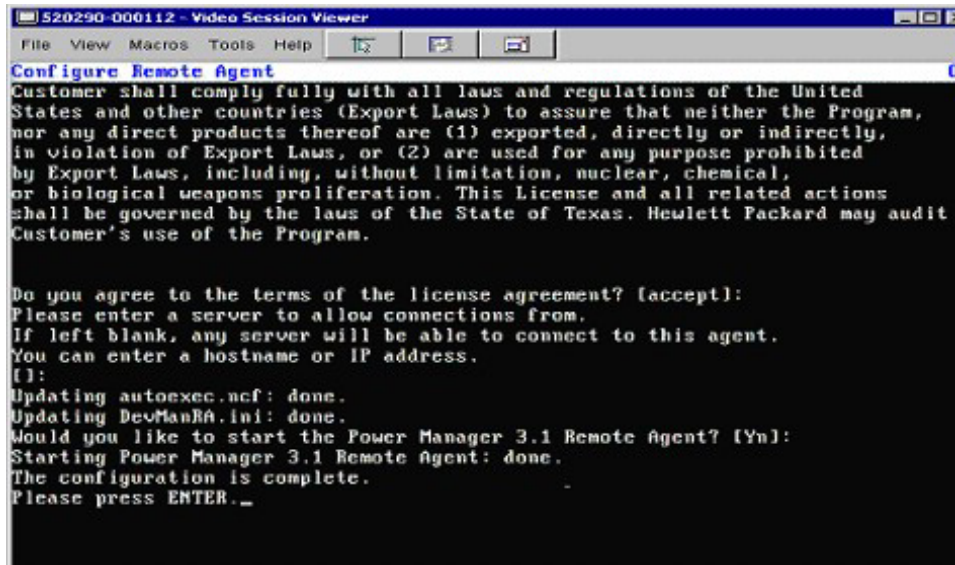 520290-000112 - Video Session Viewer
File View Macros Tools Help
Configure Remote Agent
Customer shall comply fully with all laws and regulations of the United
States and other countries (Export Laws) to assure that neither the Program,
nor any direct products thereof are (1) exported, directly or indirectly,
in violation of Export Laws, or (2) are used for any purpose prohibited
by Export Laws, including, without limitation, nuclear, chemical,
or biological weapons proliferation. This License and all related actions
shall be governed by the laws of the State of Texas. Hewlett Packard may audit
Customer's use of the Program.
Do you agree to the terms of the license agreement? [accept]:
Please enter a server to allow connections from.
If left blank, any server will be able to connect to this agent.
You can enter a hostname or IP address.
[]:
Updating autoexec.ncf: done.
Updating DevManRA.ini: done.
Would you like to start the Power Manager 3.1 Remote Agent? [Yn]:
Starting Power Manager 3.1 Remote Agent: done.
The configuration is complete.
Please press ENTER._